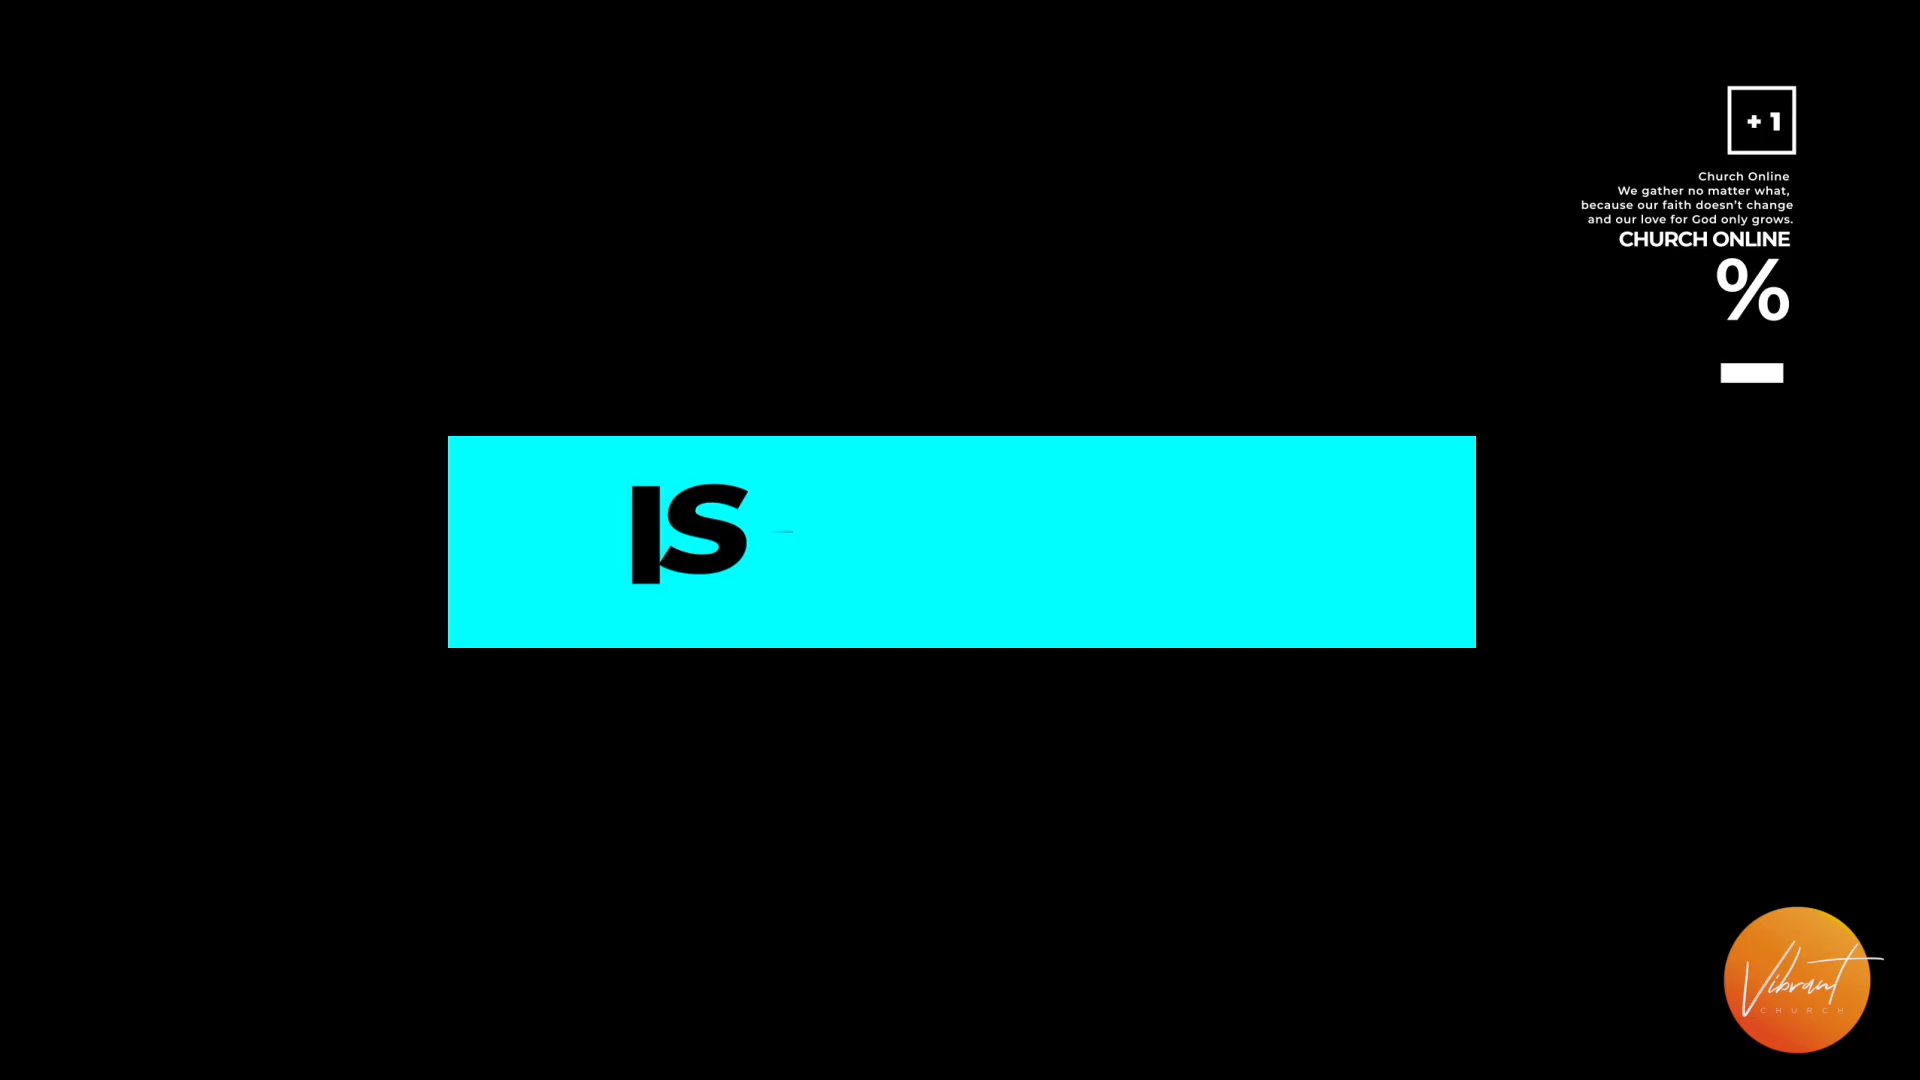 + 1
Church Online
We gather no matter what,
because our faith doesn't change
and our love for God only grows.
CHURCH ONLINE
%
IS
Vibrant
CHURCH